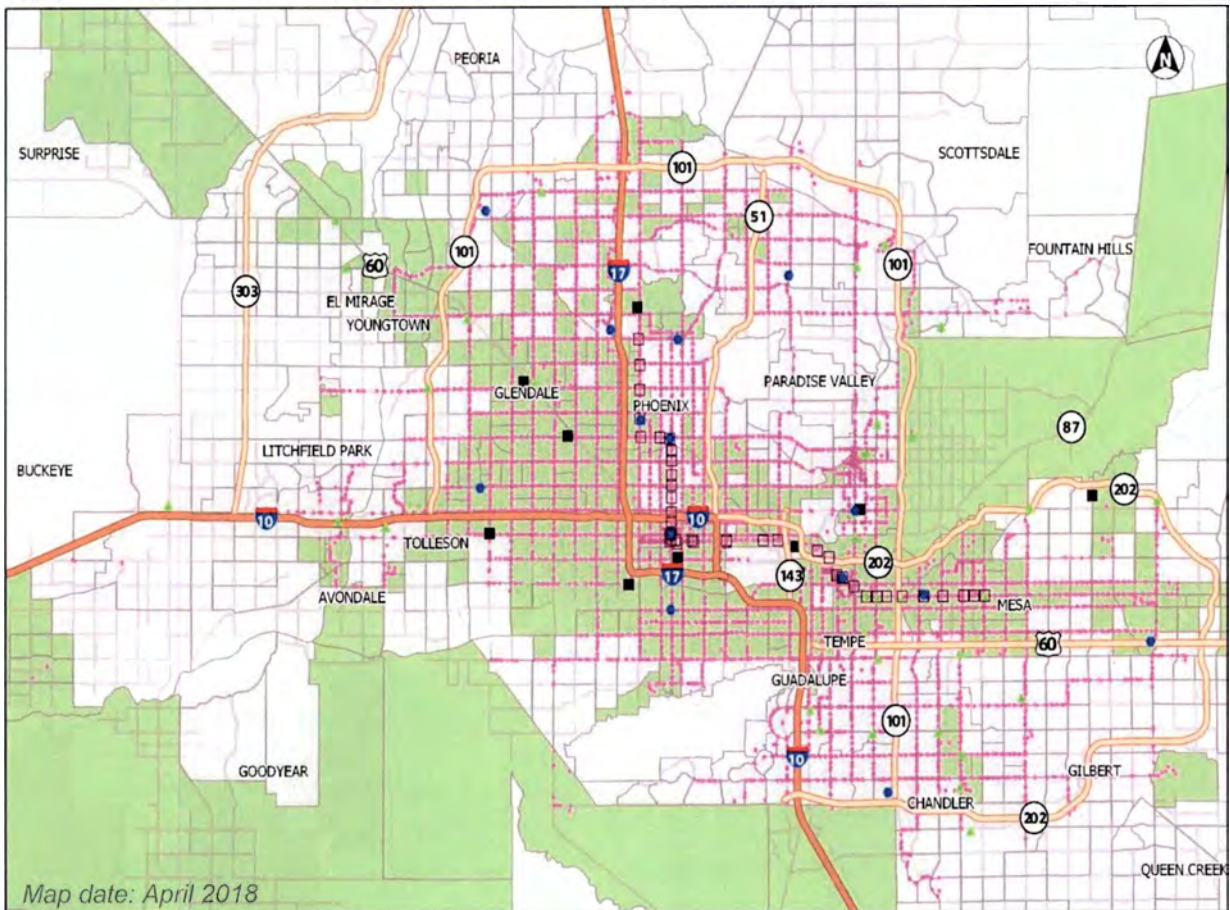 PEORIA
N
SURPRISE
SCOTTSDALE
101
51
FOUNTAIN HILLS
101
60
101
17
303
EL MIRAGE
YOUNGTOWN
PARADISE VALLEY
GLENDALE
PHOENIX
87
LITCHFIELD PARK
BUCKEYE
202
10
10
TOLLESON
202
17
143
AVONDALE
MESA
TEMPE
60
GUADALUPE
101
10
GOODYEAR
GILBERT
CHANDLER
202
QUEEN CREEK
Map date: April 2018